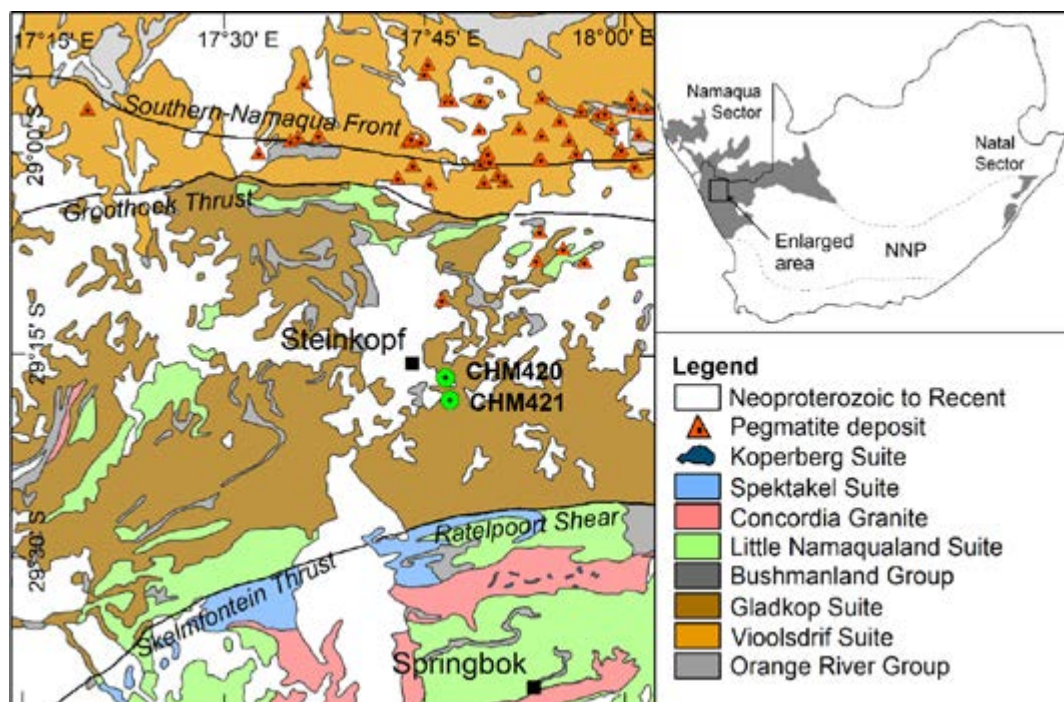 17°15' E
17°30' E
17°45' E
18°00' E
Southern-Namaqua Front
29°00' S
Groothoek Thrust
29°15' S
Steinkopf
CHM420
CHM421
29°30' S
Ratelpoort Shear
Skelmfontein Thrust
Springbok
Namaqua
Sector
Natal
Sector
Enlarged
area
NNP
Legend
Neoproterozoic to Recent
Pegmatite deposit
Koperberg Suite
Spektakel Suite
Concordia Granite
Little Namaqualand Suite
Bushmanland Group
Gladkop Suite
Vioolsdrif Suite
Orange River Group